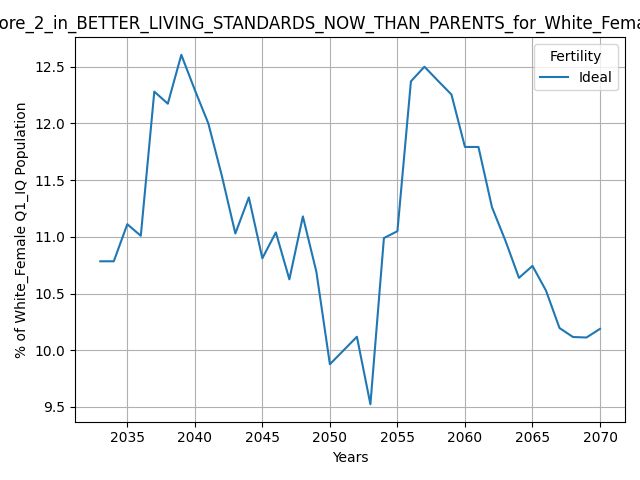 ore_2_in_BETTER_LIVING_STANDARDS_NOW_THAN_PARENTS_for_White_Fema
Fertility
Ideal
% of White_Female Q1_IQ Population
12.5
12.0
11.5
11.0
10.5
10.0
9.5
2035 2040 2045 2050 2055 2060 2065 2070
Years